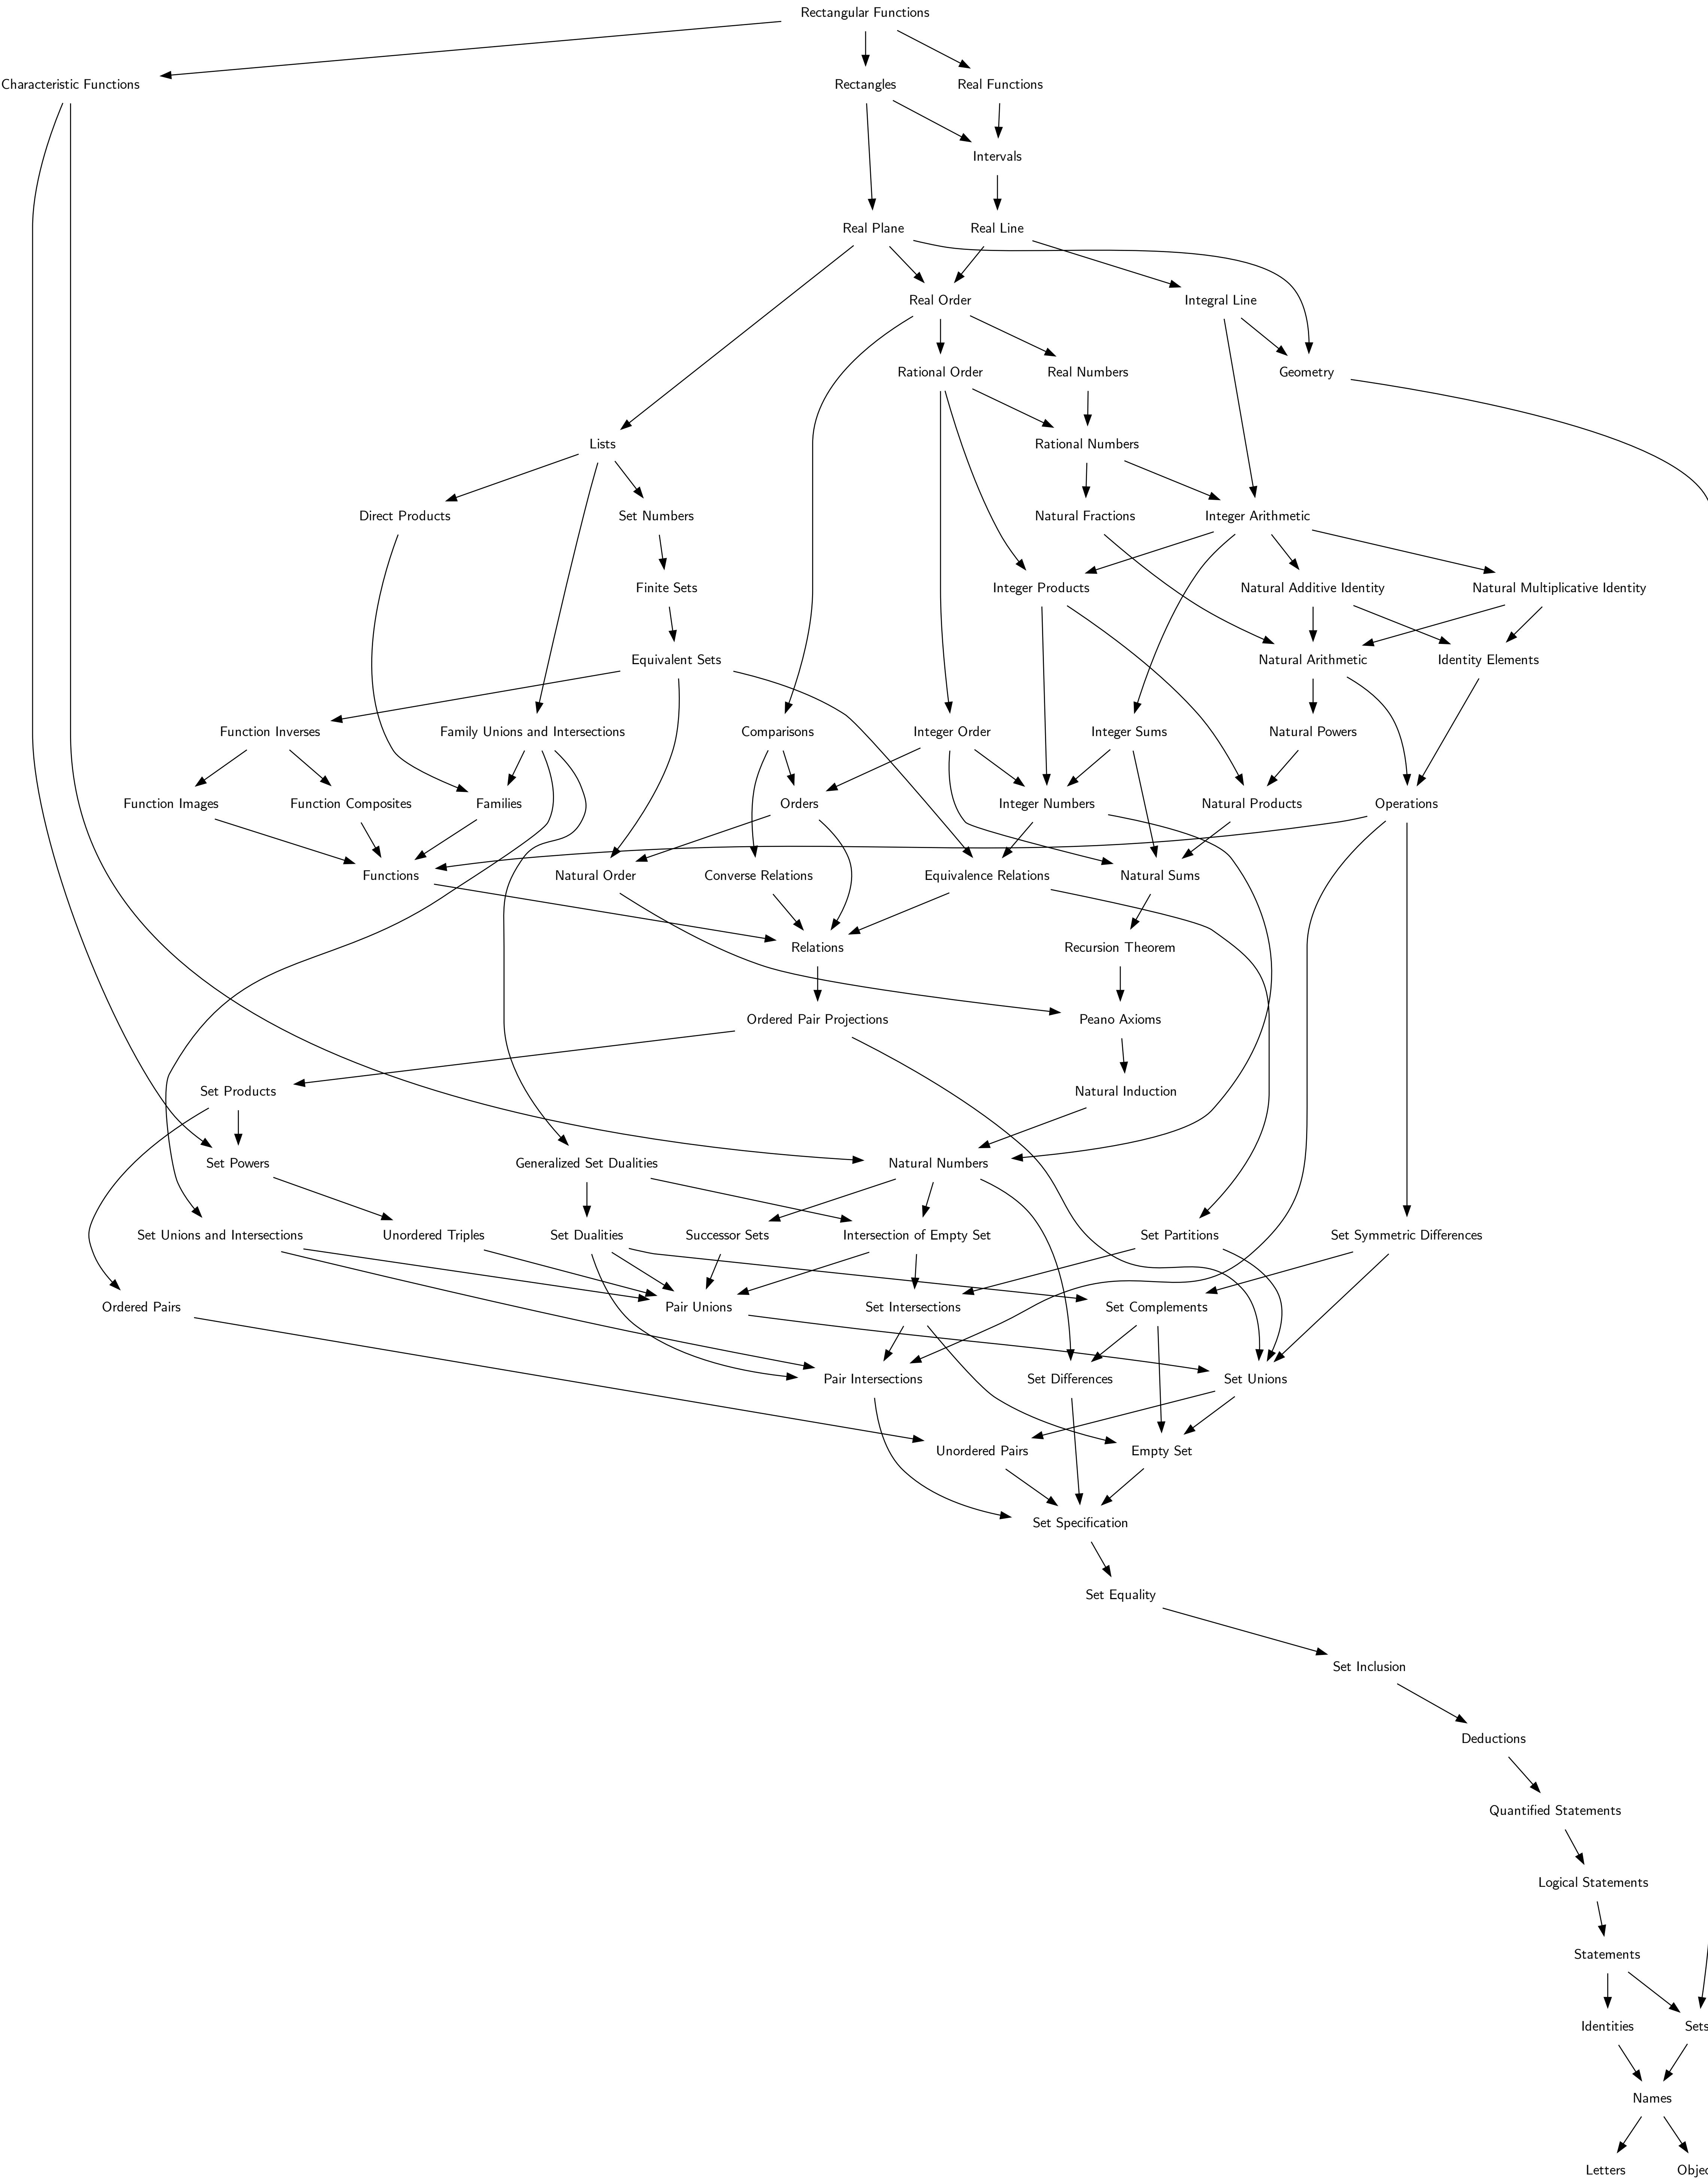 Rectangular Functions
Characteristic Functions
Rectangles
Real Functions
Intervals
Real Plane
Real Line
Real Order
Integral Line
Rational Order
Real Numbers
Geometry
Lists
Rational Numbers
Direct Products
Set Numbers
Natural Fractions
Integer Arithmetic
Finite Sets
Integer Products
Natural Additive Identity
Natural Multiplicative Identity
Equivalent Sets
Natural Arithmetic
Identity Elements
Function Inverses
Family Unions and Intersections
Comparisons
Integer Order
Integer Sums
Natural Powers
Function Images
Function Composites
Families
Orders
Integer Numbers
Natural Products
Operations
Functions
Natural Order
Converse Relations
Equivalence Relations
Natural Sums
Relations
Recursion Theorem
Ordered Pair Projections
Peano Axioms
Set Products
Natural Induction
Set Powers
Generalized Set Dualities
Natural Numbers
Set Unions and Intersections
Unordered Triples
Set Dualities
Successor Sets
Intersection of Empty Set
Set Partitions
Set Symmetric Differences
Ordered Pairs
Pair Unions
Set Intersections
Set Complements
Pair Intersections
Set Differences
Set Unions
Unordered Pairs
Empty Set
Set Specification
Set Equality
Set Inclusion
Deductions
Quantified Statements
Logical Statements
Statements
Identities
Sets
Names
Letters